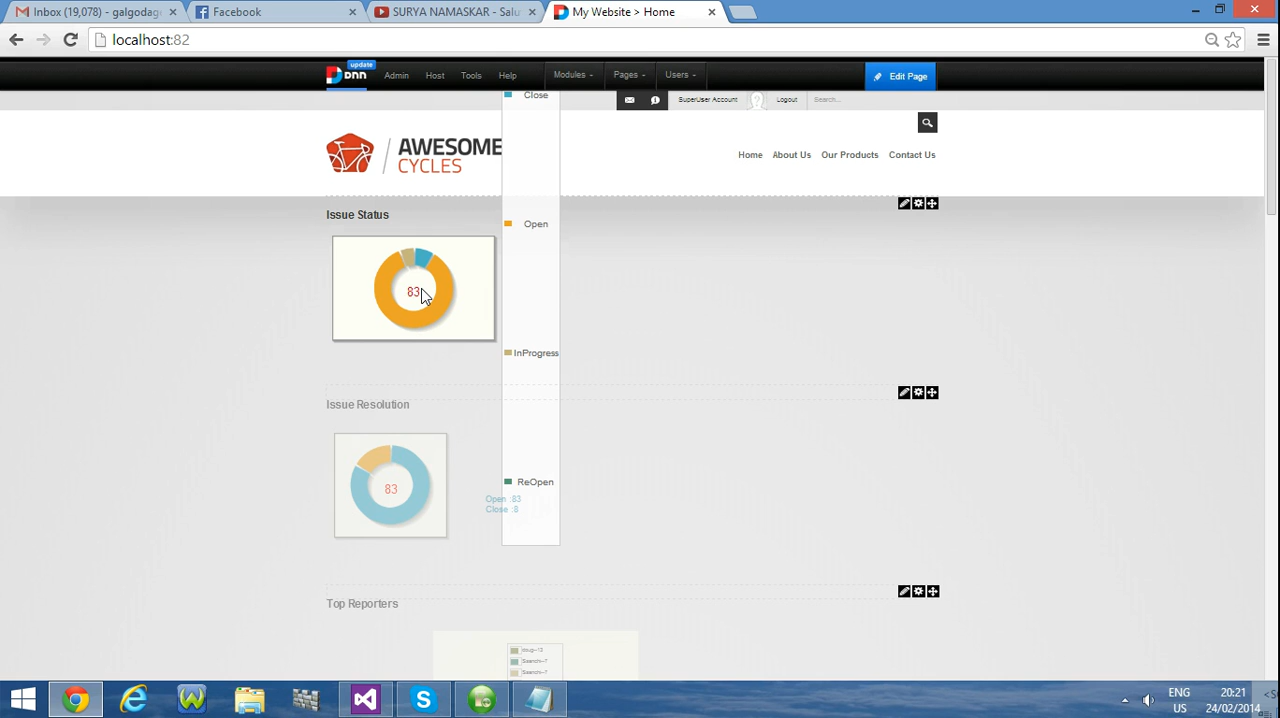 Inbox (19,078) - galgodage
Facebook
SURYA NAMASKAR - Salu
My Website > Home
localhost:82
update
DNN
Admin
Host
Tools
Help
Modules
Pages
Users
Edit Page
Close
SuperUser Account
Logout
Search...
AWESOME
CYCLES
Home
About Us
Our Products
Contact Us
Issue Status
Open
83
InProgress
Issue Resolution
83
ReOpen
Open :83
Close :8
Top Reporters
ENG
US
20:21
24/02/2014